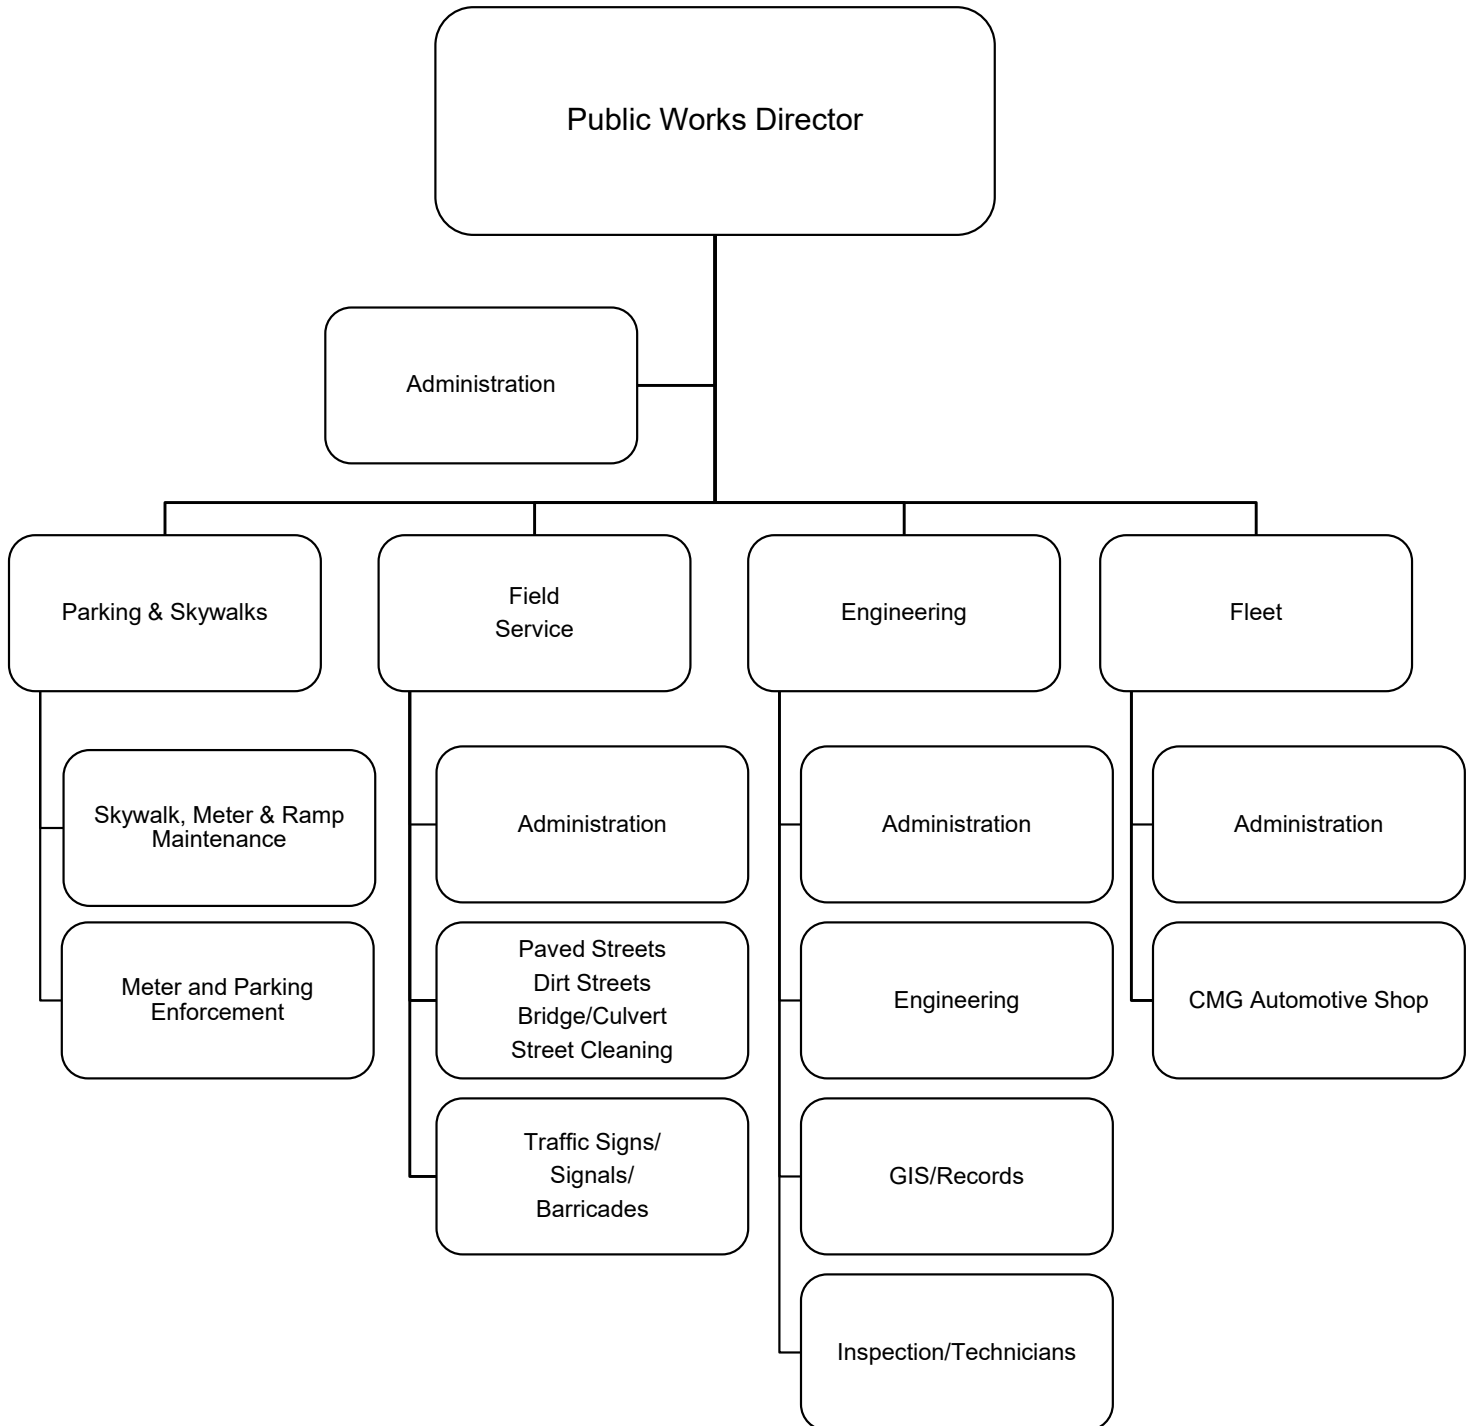 Public Works Director
Administration
Parking & Skywalks
Field
Service
Engineering
Fleet
Skywalk, Meter & Ramp
Maintenance
Administration
Administration
Administration
Meter and Parking
Enforcement
Paved Streets
Dirt Streets
Bridge/Culvert
Street Cleaning
Engineering
CMG Automotive Shop
Traffic Signs/
Signals/
Barricades
GIS/Records
Inspection/Technicians